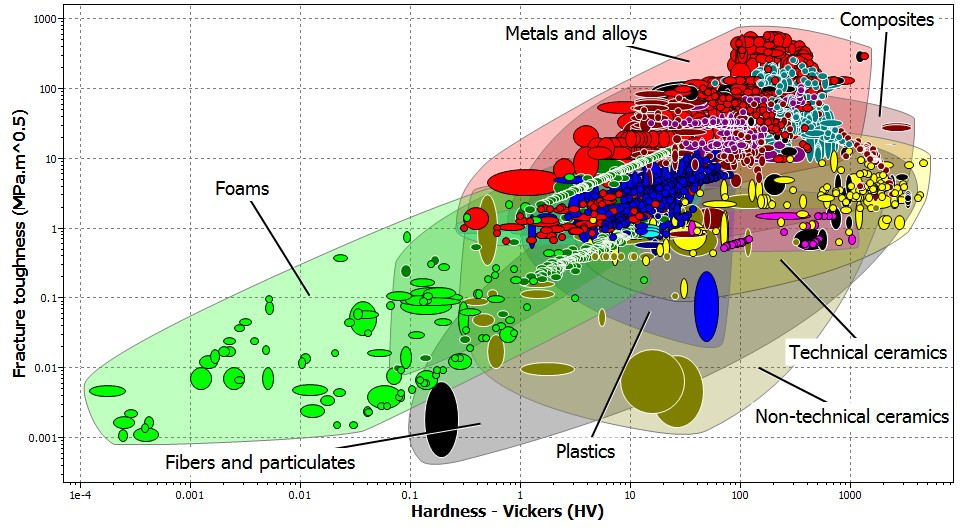 Composites
Metals and alloys
Foams
Technical ceramics
Non-technical ceramics
Plastics
Fibers and particulates
Fracture toughness (MPa.m^0.5)
1000
100
10
1
0.1
0.01
0.001
1e-4
0.001
0.01
0.1
1
10
100
1000
Hardness - Vickers (HV)